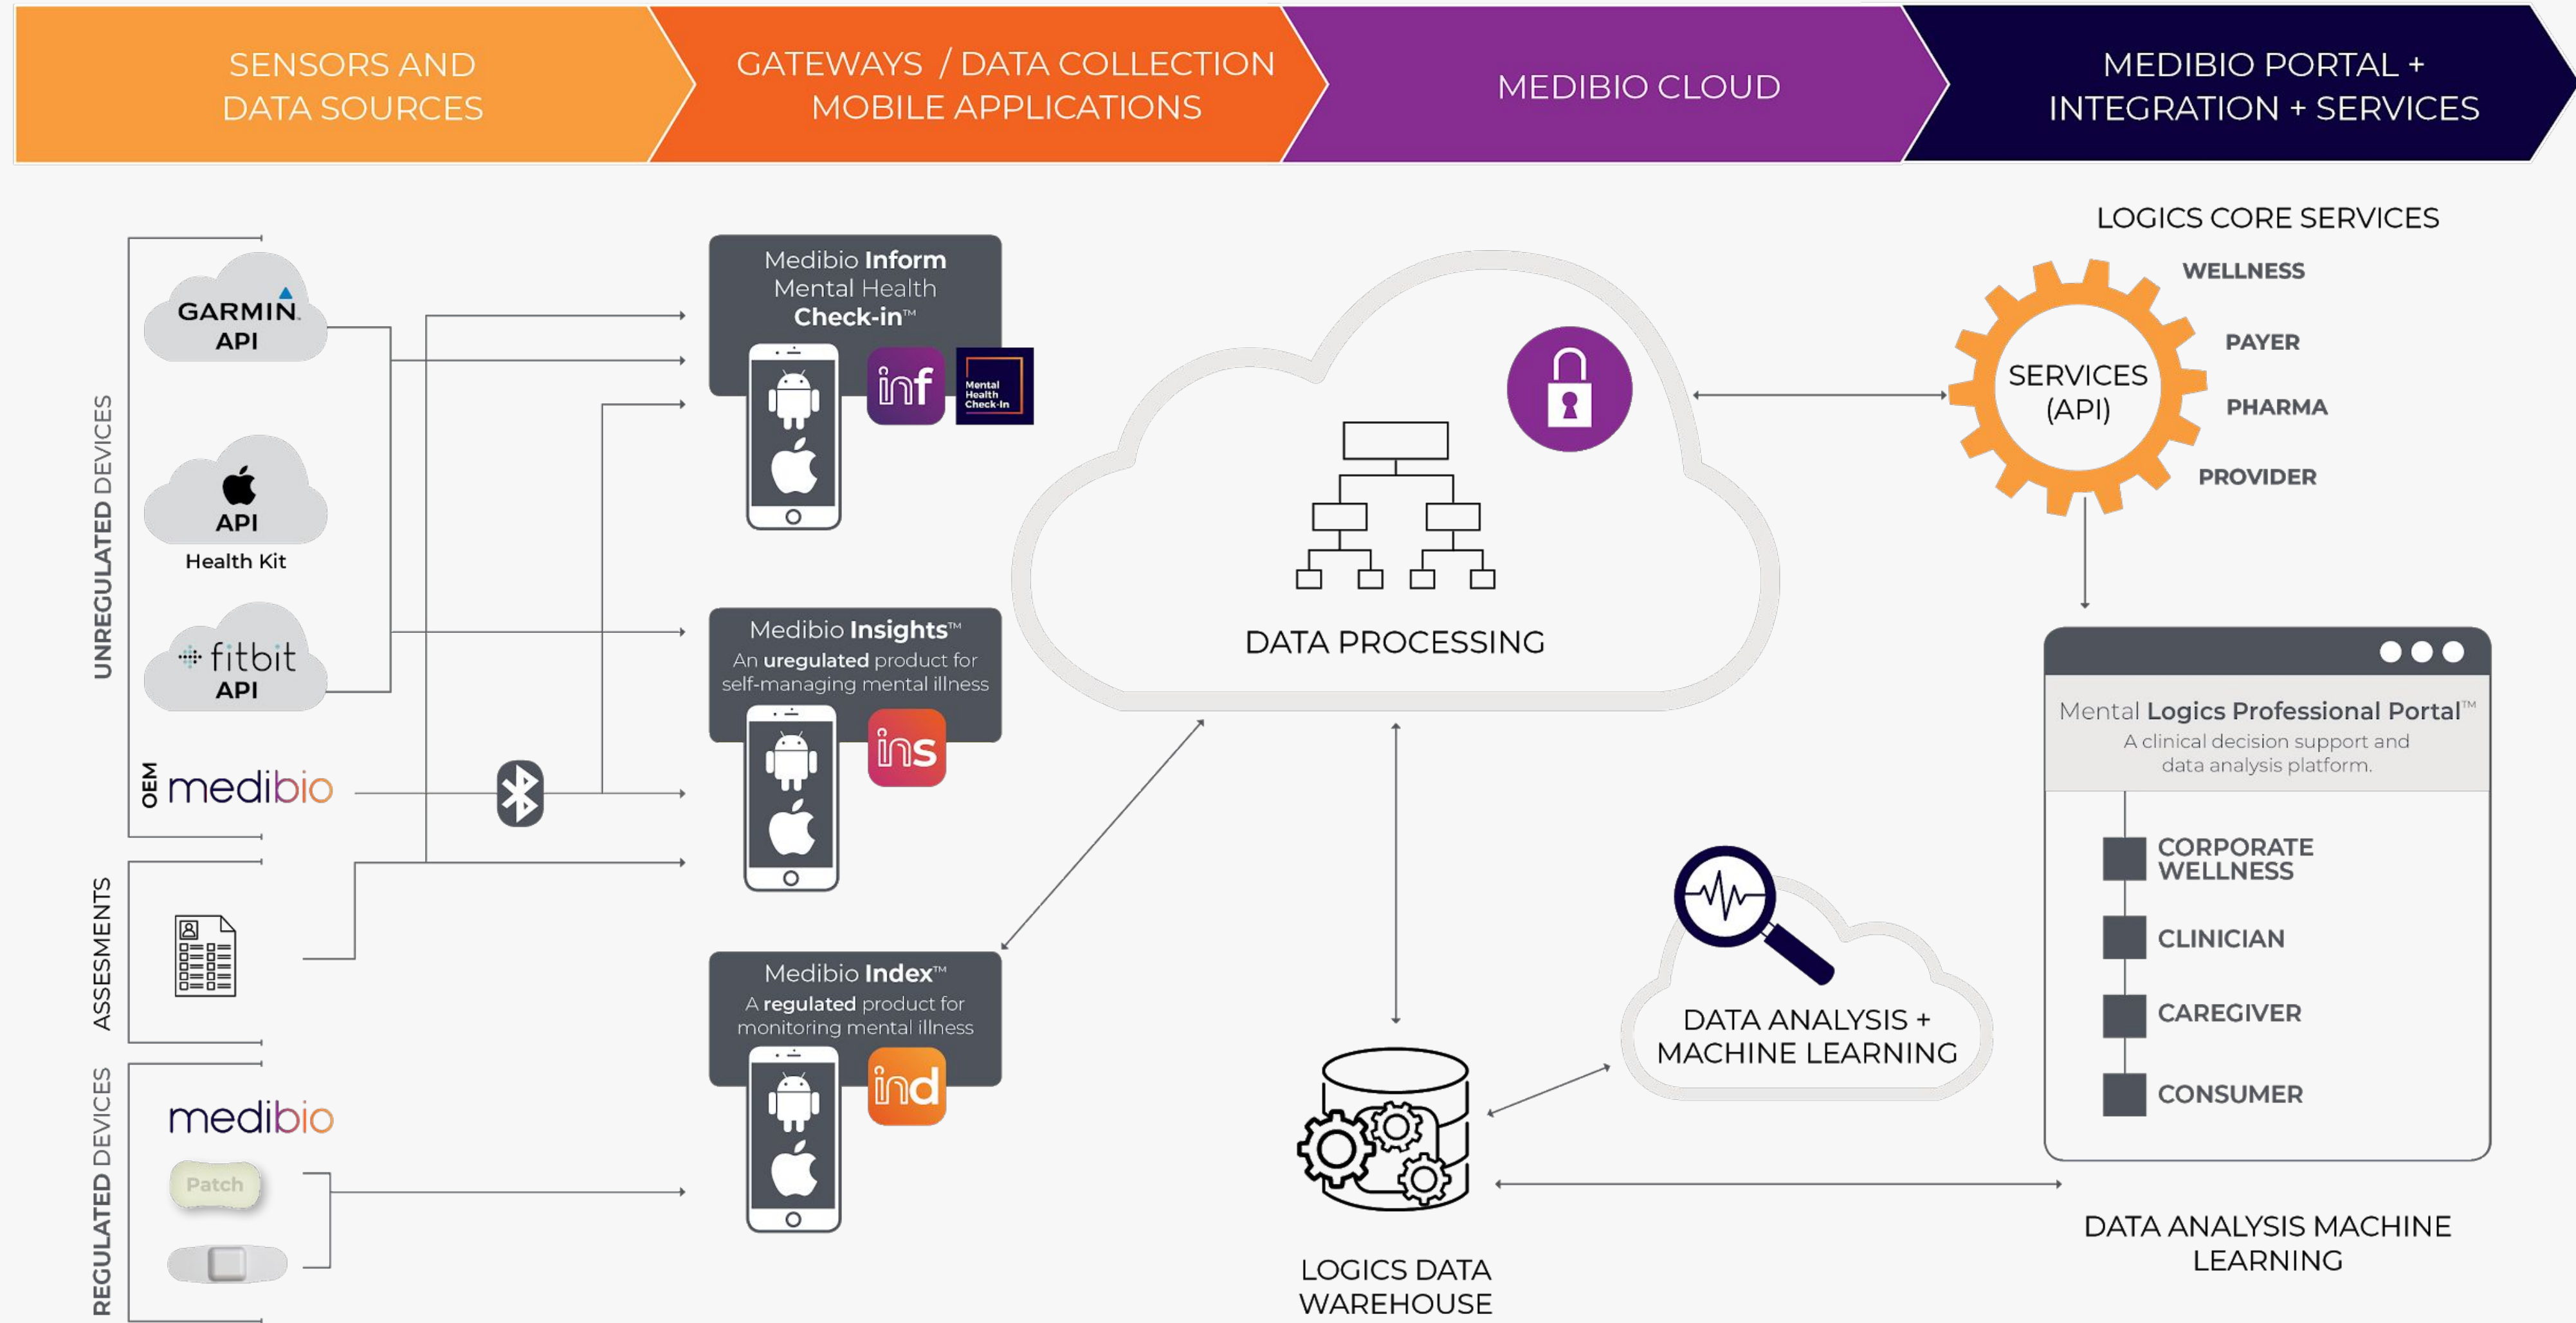 SENSORS AND
DATA SOURCES
GATEWAYS / DATA COLLECTION
MOBILE APPLICATIONS
MEDIBIO CLOUD
MEDIBIO PORTAL +
INTEGRATION + SERVICES
UNREGULATED DEVICES
GARMIN
API
API
Health Kit
fitbit
API
OEM
medibio
ASSESMENTS
REGULATED DEVICES
medibio
Patch
Medibio Inform
Mental Health
Check-in™
inf
Mental
Health
Check-In
Medibio Insights™
An uregulated product for
self-managing mental illness
ins
Medibio Index™
A regulated product for
monitoring mental illness
ind
DATA PROCESSING
LOGICS DATA
WAREHOUSE
DATA ANALYSIS +
MACHINE LEARNING
LOGICS CORE SERVICES
SERVICES
(API)
WELLNESS
PAYER
PHARMA
PROVIDER
Mental Logics Professional Portal™
A clinical decision support and
data analysis platform.
CORPORATE
WELLNESS
CLINICIAN
CAREGIVER
CONSUMER
DATA ANALYSIS MACHINE
LEARNING